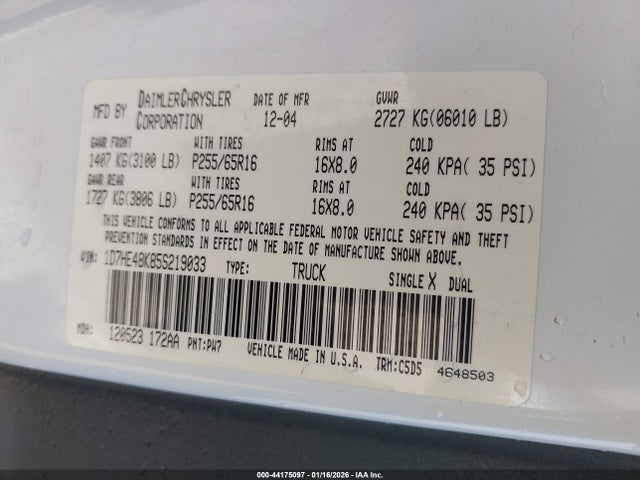 MFD BY DAIMLERCHRYSLER CORPORATION DATE OF MFR 12-04 GVWR 2727 KG(06010 LB)
GAWR FRONT WITH TIRES RIMS AT COLD
1407 KG(3100 LB) P255/65R16 16X8.0 240 KPA( 35 PSI)
GAWR REAR WITH TIRES RIMS AT COLD
1727 KG(3806 LB) P255/65R16 16X8.0 240 KPA( 35 PSI)
THIS VEHICLE CONFORMS TO ALL APPLICABLE FEDERAL MOTOR VEHICLE SAFETY AND THEFT
PREVENTION STANDARDS IN EFFECT ON THE DATE OF MANUFACTURE SHOWN ABOVE.
VIN: 1D7HE48K85S219033 TYPE: TRUCK SINGLE X DUAL
MDH: 120523 172AA PNT:PW7 VEHICLE MADE IN U.S.A. TRM:C5D5 4648503
000-44175097 - 01/16/2026 - IAA Inc.